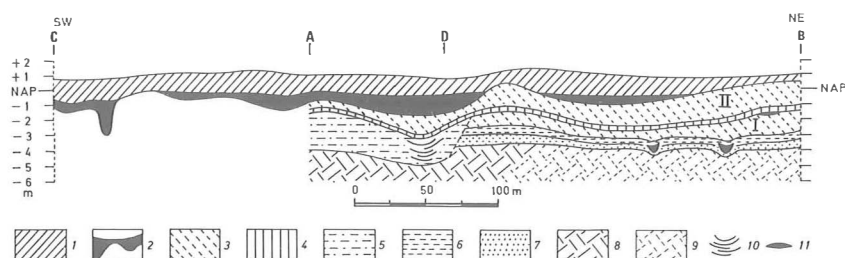 SW NE
C A D B
+ 2
+ 1
NAP NAP
− 1
− 2
− 3
− 4
− 5
− 6
m
II
I
0 50 100 m
1 2 3 4 5 6 7 8 9 10 11